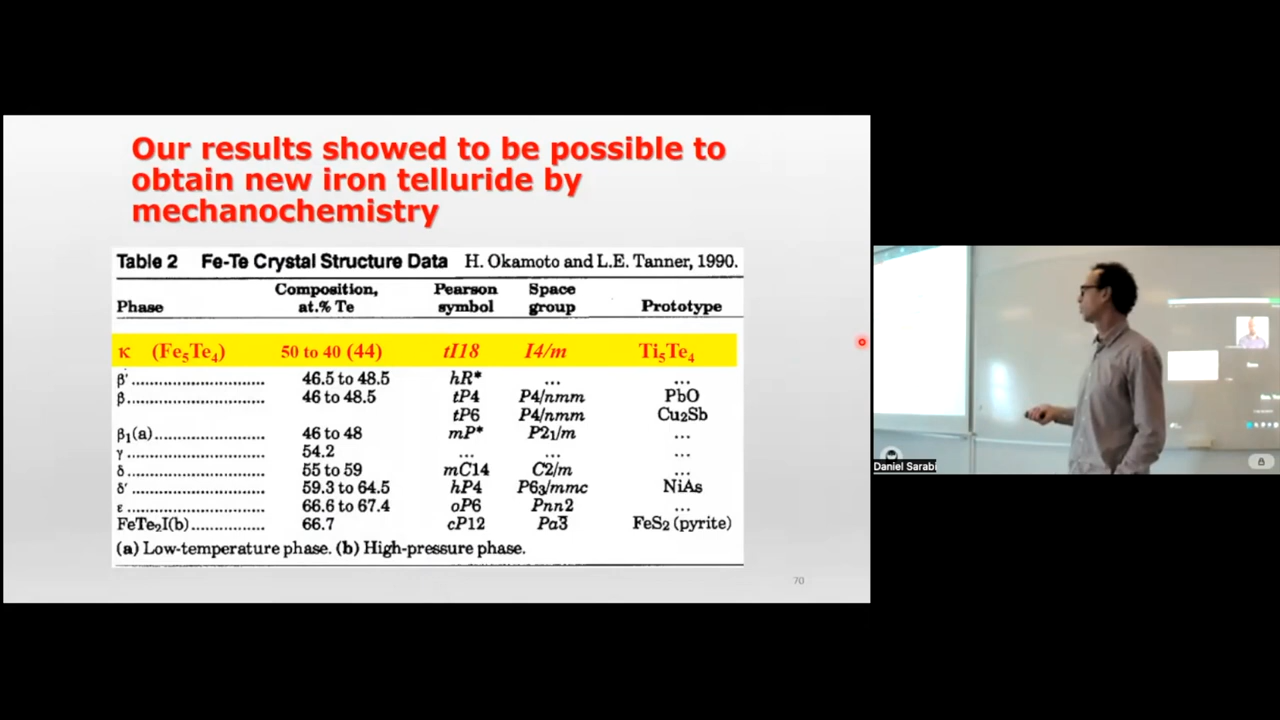 Our results showed to be possible to
obtain new iron telluride by
mechanochemistry
Table 2 Fe-Te Crystal Structure Data H. Okamoto and L.E. Tanner, 1990.
Phase Composition, at.% Te Pearson symbol Space group Prototype
κ (Fe₅Te₄) 50 to 40 (44) tI18 I4/m Ti₅Te₄
β′.............................. 46.5 to 48.5 hR* ... ...
β.............................. 46 to 48.5 tP4 P4/nmm PbO
tP6 P4/nmm Cu₂Sb
β₁(a)........................ 46 to 48 mP* P2₁/m ...
γ.............................. 54.2 ... ... ...
δ.............................. 55 to 59 mC14 C2/m ...
δ′.............................. 59.3 to 64.5 hP4 P6₃/mmc NiAs
ε.............................. 66.6 to 67.4 oP6 Pnn2 ...
FeTe₂I(b)................ 66.7 cP12 Pa3̅ FeS₂ (pyrite)
(a) Low-temperature phase. (b) High-pressure phase.
70
Daniel Sarabi